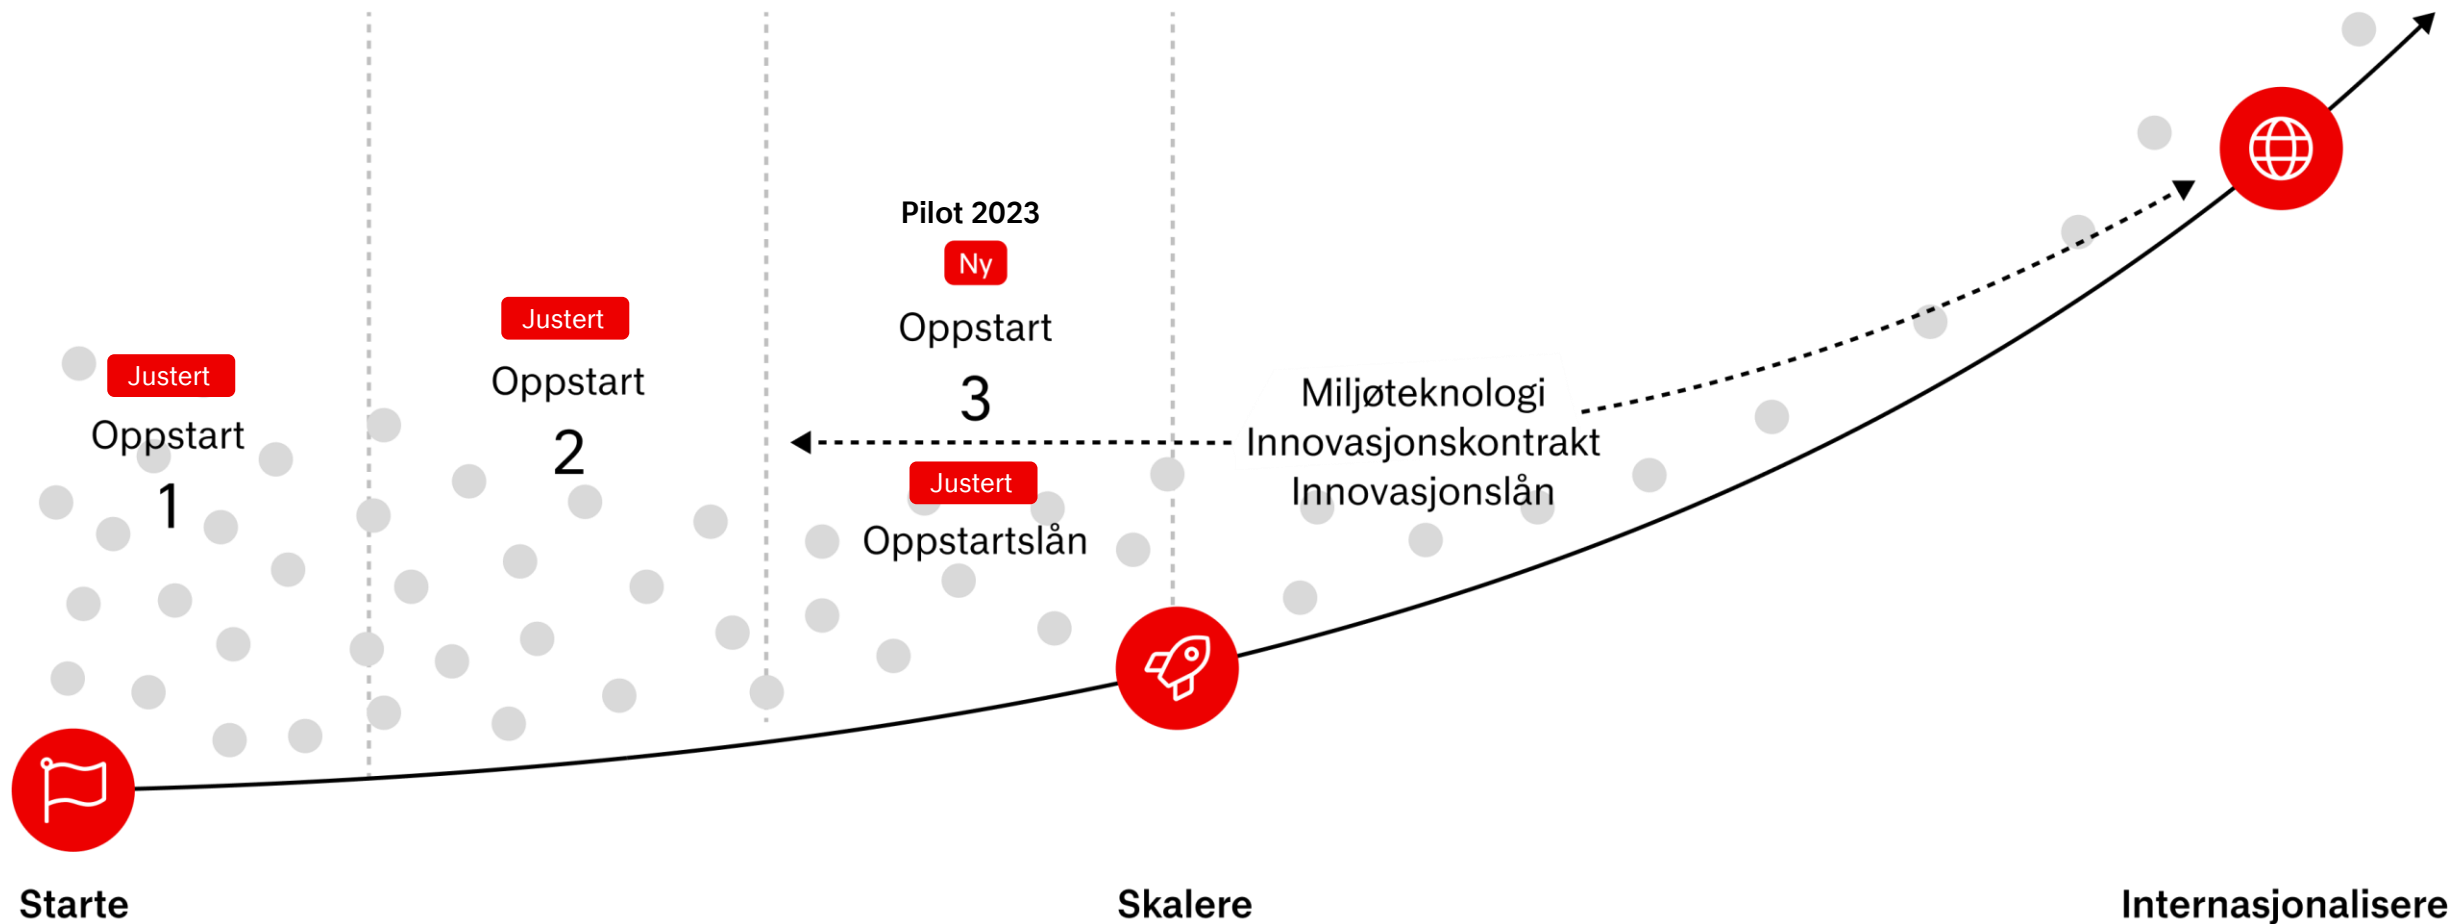 Justert
Oppstart
1
Justert
Oppstart
2
Pilot 2023
Ny
Oppstart
3
Justert
Oppstartslån
Miljøteknologi
Innovasjonskontrakt
Innovasjonslån
Starte
Skalere
Internasjonalisere